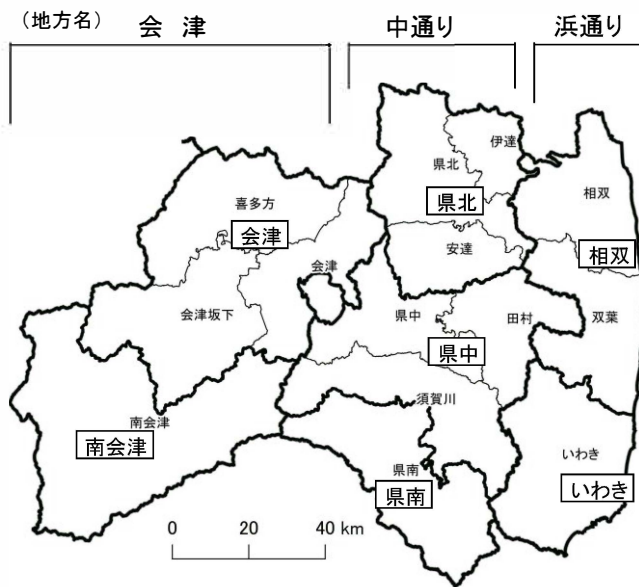 （地方名）
会 津
中通り
浜通り
伊達
県北
相双
喜多方
県北
会津
安達
相双
会津
会津坂下
県中
田村
双葉
県中
須賀川
南会津
南会津
いわき
県南
県南
いわき
0 20 40 km